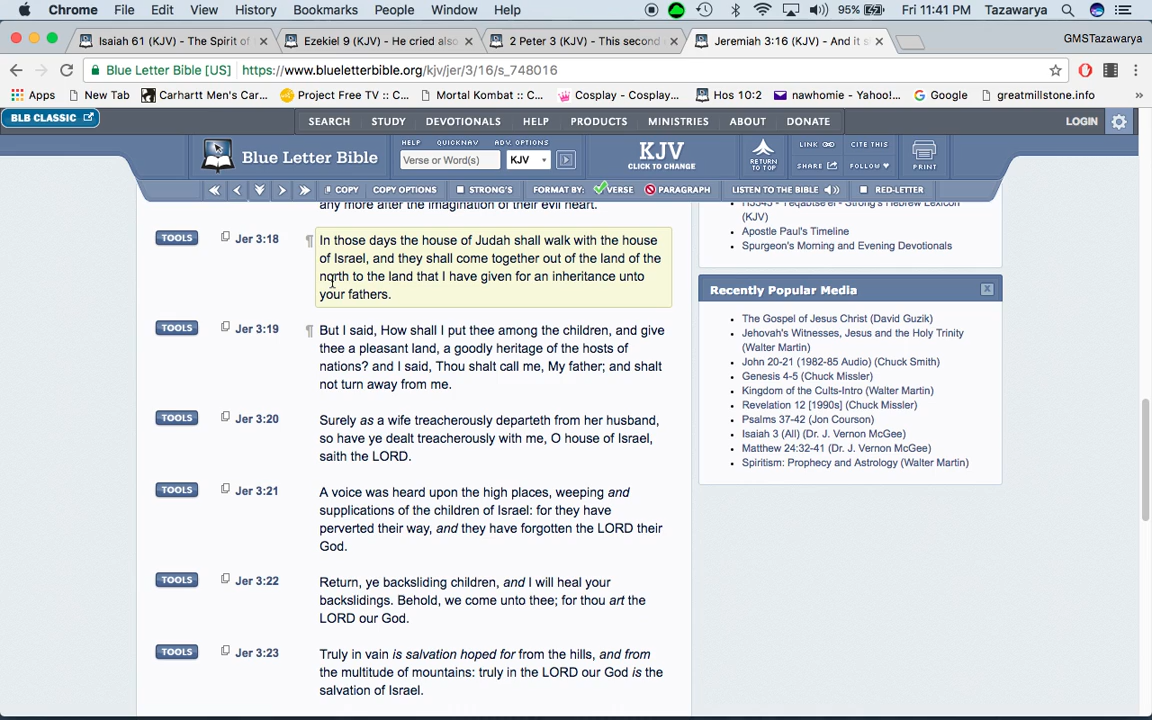 Chrome File Edit View History Bookmarks People Window Help 95% Fri 11:41 PM Tazawarya
Isaiah 61 (KJV) - The Spirit of
Ezekiel 9 (KJV) - He cried also
2 Peter 3 (KJV) - This second
Jeremiah 3:16 (KJV) - And it s
GMSTazawarya
Blue Letter Bible [US] https://www.blueletterbible.org/kjv/jer/3/16/s_748016
Apps New Tab Carhartt Men's Car... Project Free TV :: C... Mortal Kombat :: C... Cosplay - Cosplay... Hos 10:2 nawhomie - Yahoo!... Google greatmillstone.info »
BLB CLASSIC
SEARCH STUDY DEVOTIONALS HELP PRODUCTS MINISTRIES ABOUT DONATE LOGIN
Blue Letter Bible
HELP QUICKNAV ADV. OPTIONS
Verse or Word(s) KJV
KJV
CLICK TO CHANGE
RETURN
TO TOP
LINK CITE THIS
SHARE FOLLOW
PRINT
COPY COPY OPTIONS STRONG'S FORMAT BY: VERSE PARAGRAPH LISTEN TO THE BIBLE RED-LETTER
any more after the imagination of their evil heart.
TOOLS Jer 3:18 ¶ In those days the house of Judah shall walk with the house
of Israel, and they shall come together out of the land of the
north to the land that I have given for an inheritance unto
your fathers.
TOOLS Jer 3:19 ¶ But I said, How shall I put thee among the children, and give
thee a pleasant land, a goodly heritage of the hosts of
nations? and I said, Thou shalt call me, My father; and shalt
not turn away from me.
TOOLS Jer 3:20 Surely as a wife treacherously departeth from her husband,
so have ye dealt treacherously with me, O house of Israel,
saith the LORD.
TOOLS Jer 3:21 A voice was heard upon the high places, weeping and
supplications of the children of Israel: for they have
perverted their way, and they have forgotten the LORD their
God.
TOOLS Jer 3:22 Return, ye backsliding children, and I will heal your
backslidings. Behold, we come unto thee; for thou art the
LORD our God.
TOOLS Jer 3:23 Truly in vain is salvation hoped for from the hills, and from
the multitude of mountains: truly in the LORD our God is the
salvation of Israel.
Strong's Hebrew Lexicon
(KJV)
Apostle Paul's Timeline
Spurgeon's Morning and Evening Devotionals
Recently Popular Media
The Gospel of Jesus Christ (David Guzik)
Jehovah's Witnesses, Jesus and the Holy Trinity
(Walter Martin)
John 20-21 (1982-85 Audio) (Chuck Smith)
Genesis 4-5 (Chuck Missler)
Kingdom of the Cults-Intro (Walter Martin)
Revelation 12 [1990s] (Chuck Missler)
Psalms 37-42 (Jon Courson)
Isaiah 3 (All) (Dr. J. Vernon McGee)
Matthew 24:32-41 (Dr. J. Vernon McGee)
Spiritism: Prophecy and Astrology (Walter Martin)